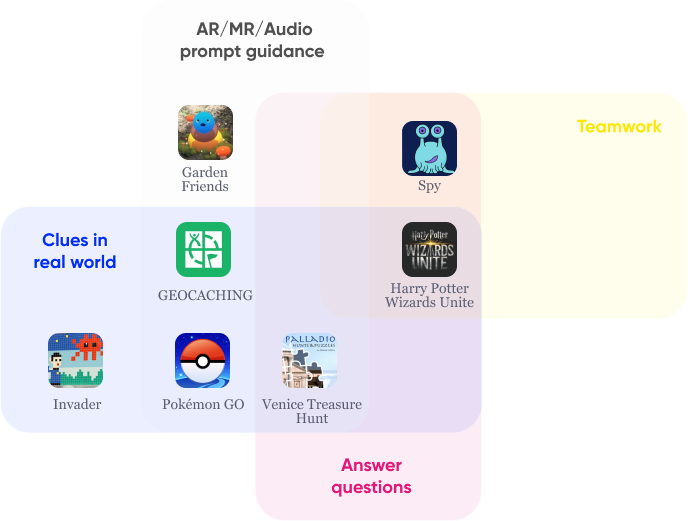 AR/MR/Audio
prompt guidance
Teamwork
Garden
Friends
Spy
Clues in
real world
GEOCACHING
Harry Potter
WIZARDS
UNITE
Harry Potter
Wizards Unite
PALLADIO
Invader
Pokémon GO
Venice Treasure
Hunt
Answer
questions